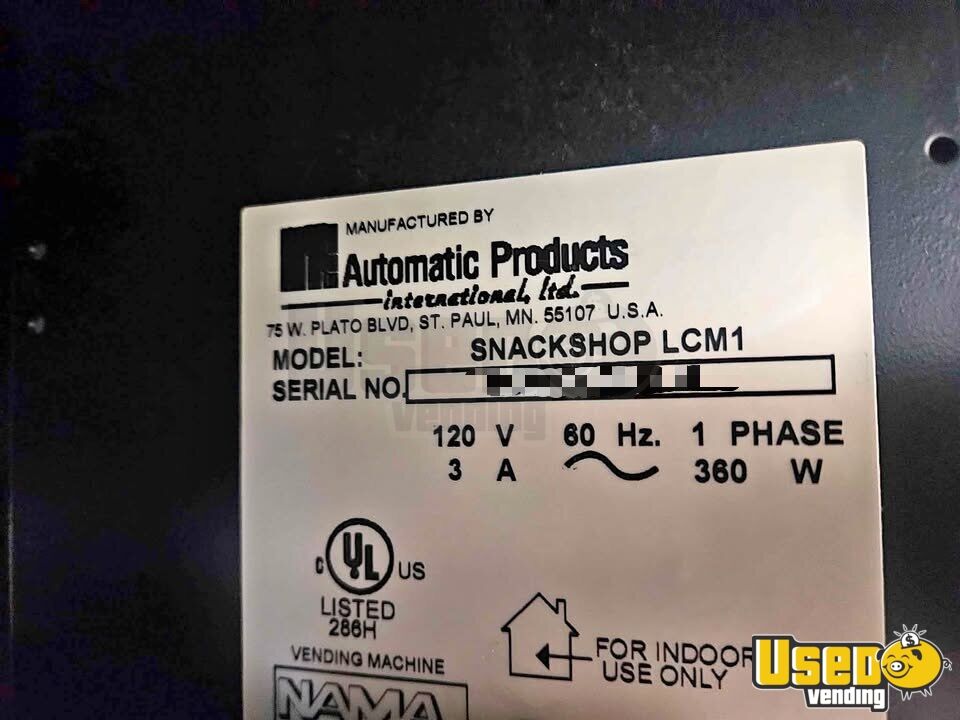 MANUFACTURED BY
Automatic Products
international, ltd.
75 W. PLATO BLVD, ST. PAUL, MN. 55107 U.S.A.
MODEL: SNACKSHOP LCM1
SERIAL NO.
120 V 60 Hz. 1 PHASE
3 A 360 W
C UL US
LISTED
286H
VENDING MACHINE
NAMA
FOR INDOOR
USE ONLY
USED
vending
Used
vending